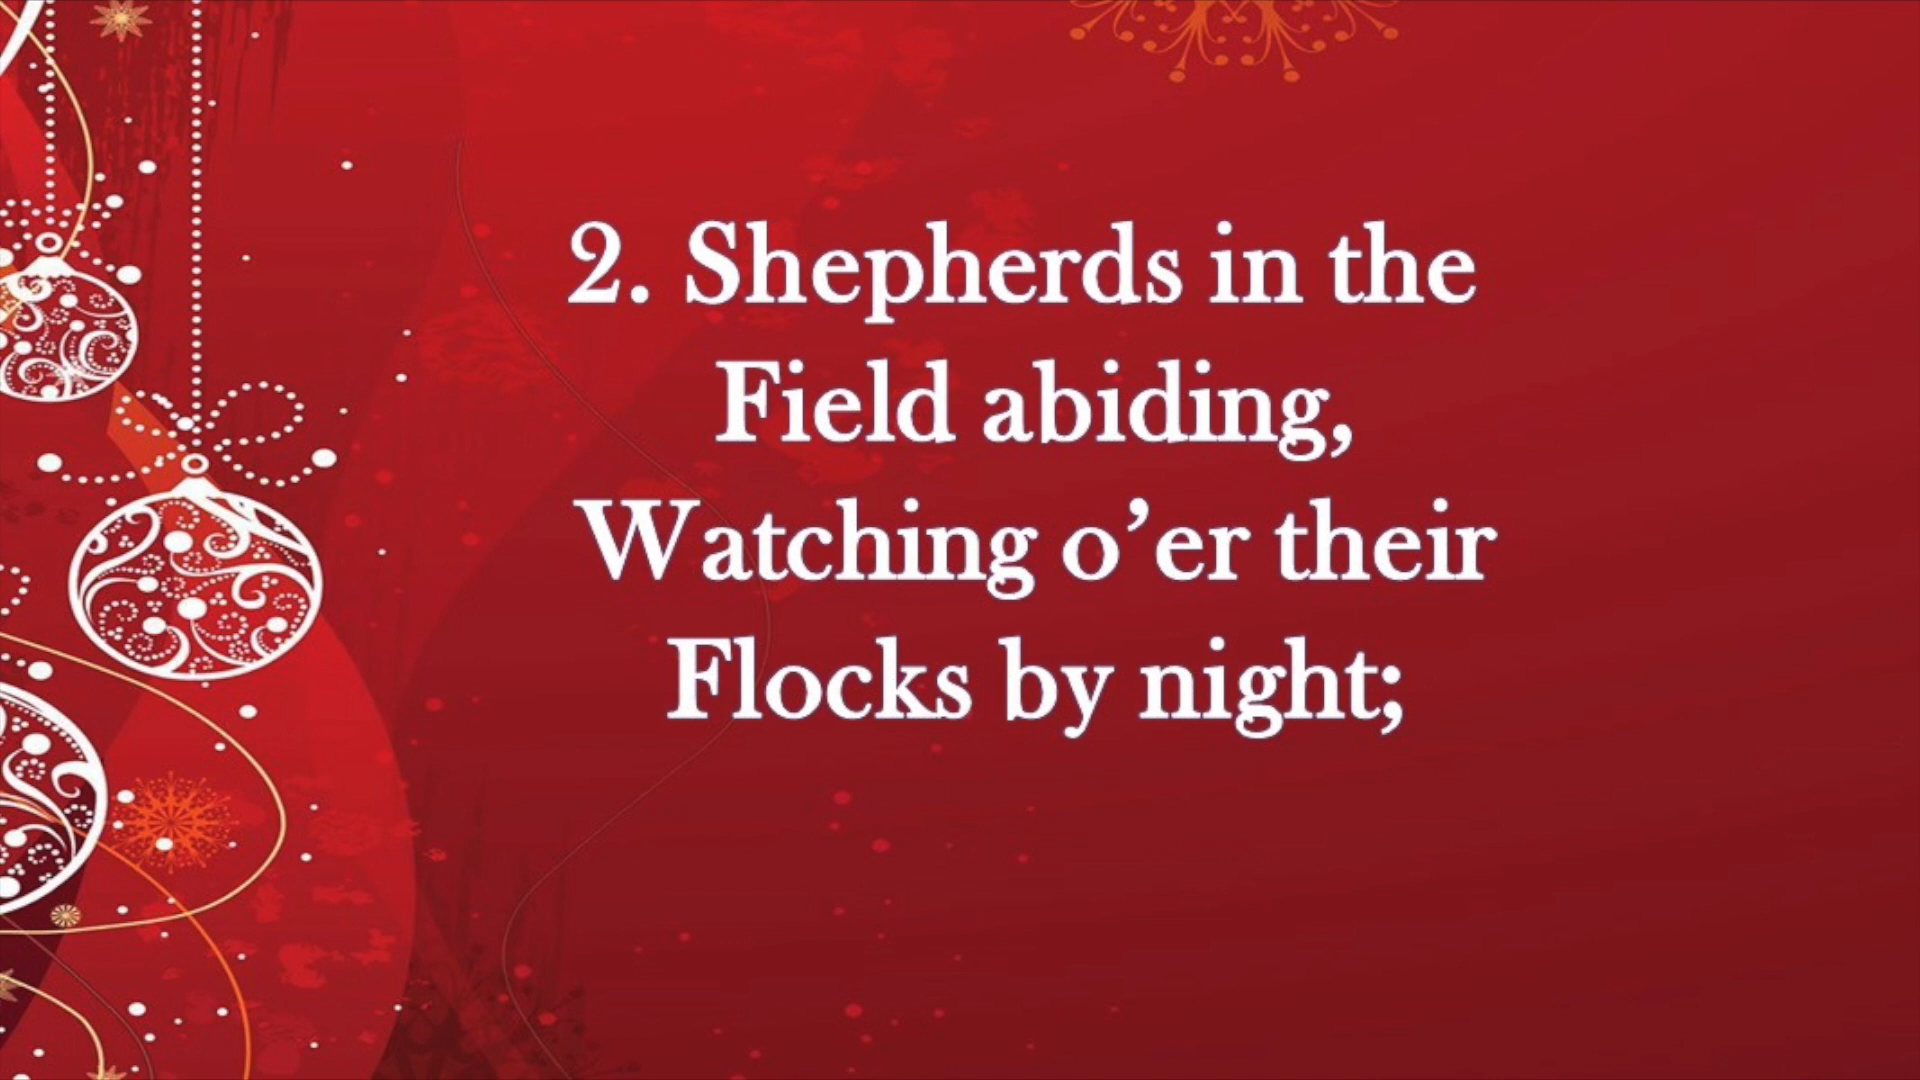 2. Shepherds in the
Field abiding,
Watching o’er their
Flocks by night;